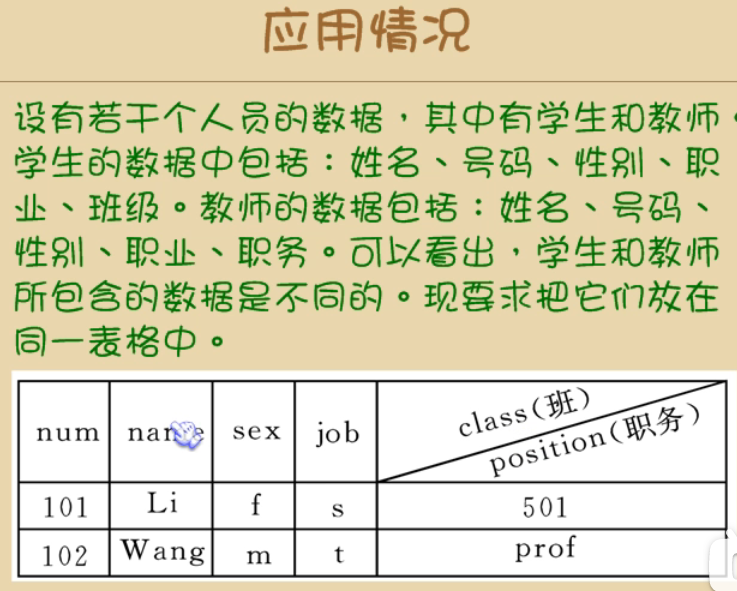 应用情况
设有若干个人员的数据，其中有学生和教师。
学生的数据中包括：姓名、号码、性别、职
业、班级。教师的数据包括：姓名、号码、
性别、职业、职务。可以看出，学生和教师
所包含的数据是不同的。现要求把它们放在
同一表格中。
num name sex job class(班) position(职务)
101 Li f s 501
102 Wang m t prof